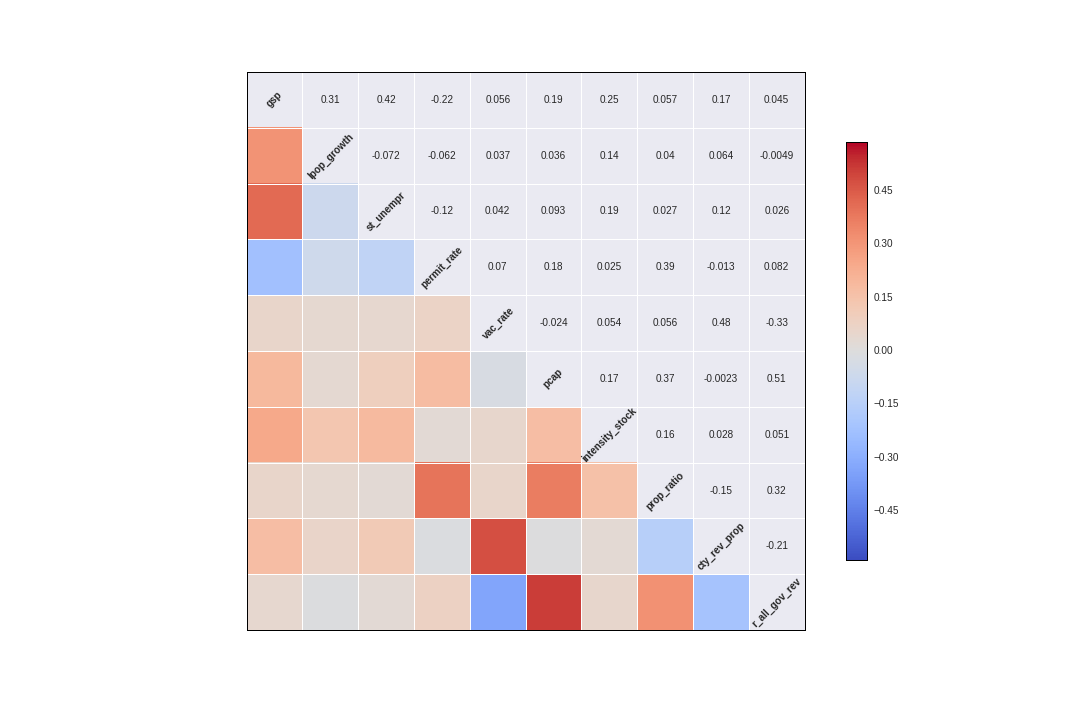 gsp 0.31 0.42 -0.22 0.056 0.19 0.25 0.057 0.17 0.045
lpop_growth -0.072 -0.062 0.037 0.036 0.14 0.04 0.064 -0.0049
st_unempr -0.12 0.042 0.093 0.19 0.027 0.12 0.026
permit_rate 0.07 0.18 0.025 0.39 -0.013 0.082
vac_rate -0.024 0.054 0.056 0.48 -0.33
pcap 0.17 0.37 -0.0023 0.51
intensity_stock 0.16 0.028 0.051
prop_ratio -0.15 0.32
cty_rev_prop -0.21
r_all_gov_rev
0.45
0.30
0.15
0.00
−0.15
−0.30
−0.45